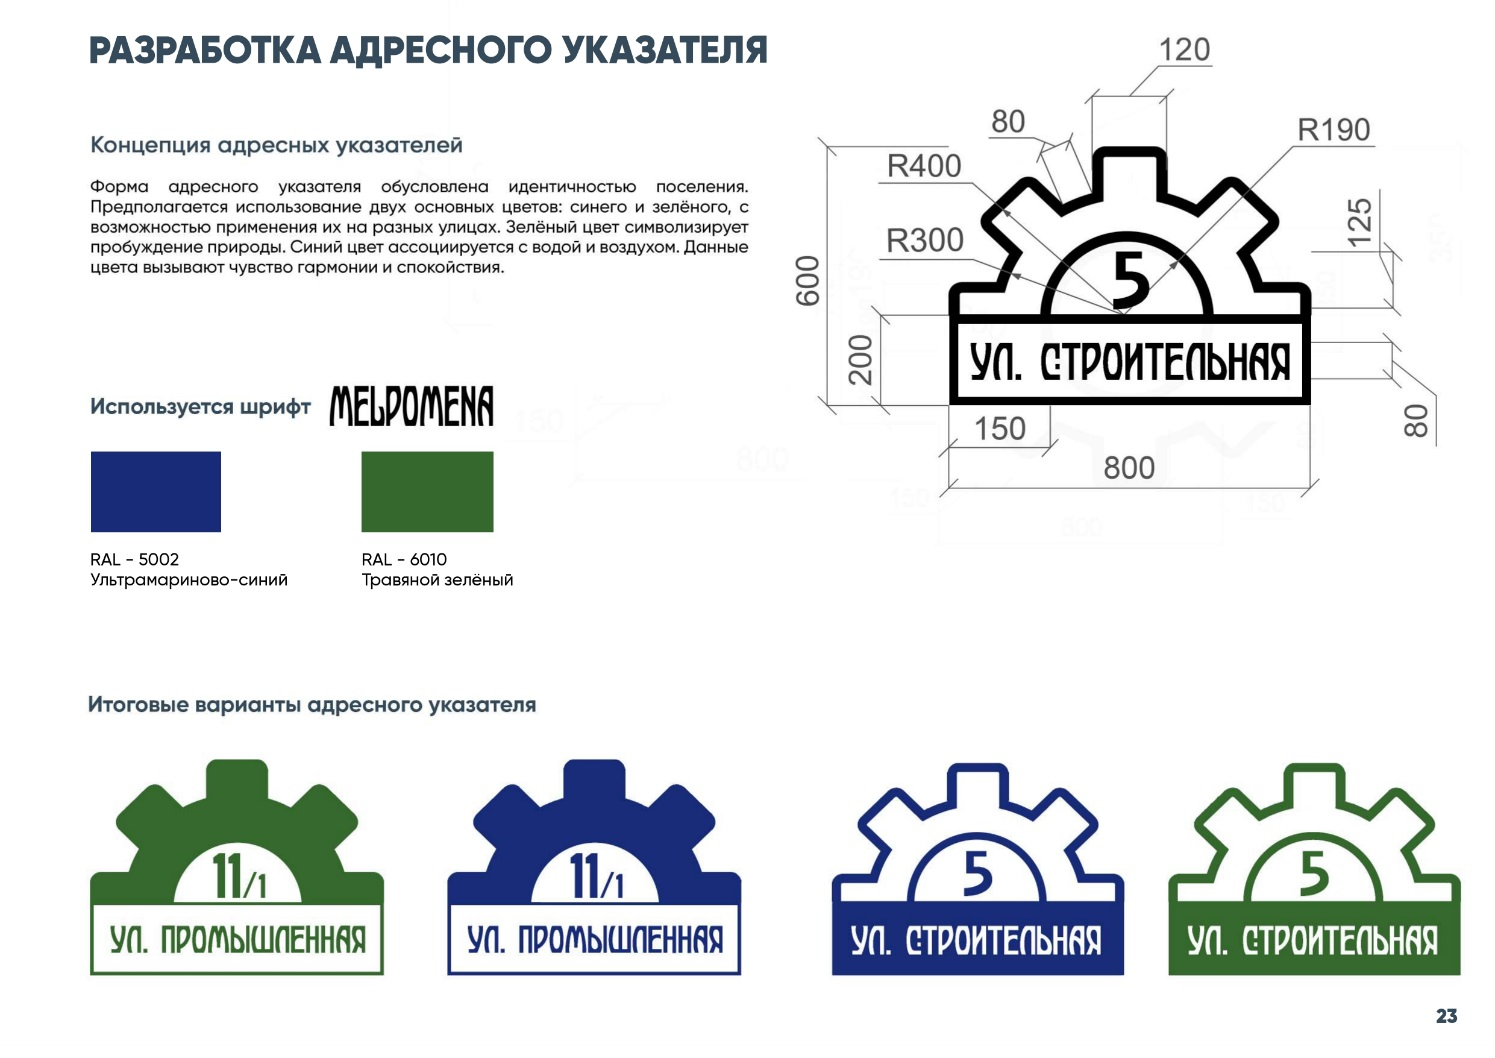 РАЗРАБОТКА АДРЕСНОГО УКАЗАТЕЛЯ
Концепция адресных указателей
Форма адресного указателя обусловлена идентичностью поселения.
Предполагается использование двух основных цветов: синего и зелёного, с
возможностью применения их на разных улицах. Зелёный цвет символизирует
пробуждение природы. Синий цвет ассоциируется с водой и воздухом. Данные
цвета вызывают чувство гармонии и спокойствия.
120
80
R190
R400
R300
125
600
200
5
УЛ. СТРОИТЕЛЬНАЯ
150
800
80
Используется шрифт MELPOMENA
RAL - 5002
Ультрамариново-синий
RAL - 6010
Травяной зелёный
Итоговые варианты адресного указателя
11/1
УЛ. ПРОМЫШЛЕННАЯ
11/1
УЛ. ПРОМЫШЛЕННАЯ
5
УЛ. СТРОИТЕЛЬНАЯ
5
УЛ. СТРОИТЕЛЬНАЯ
23